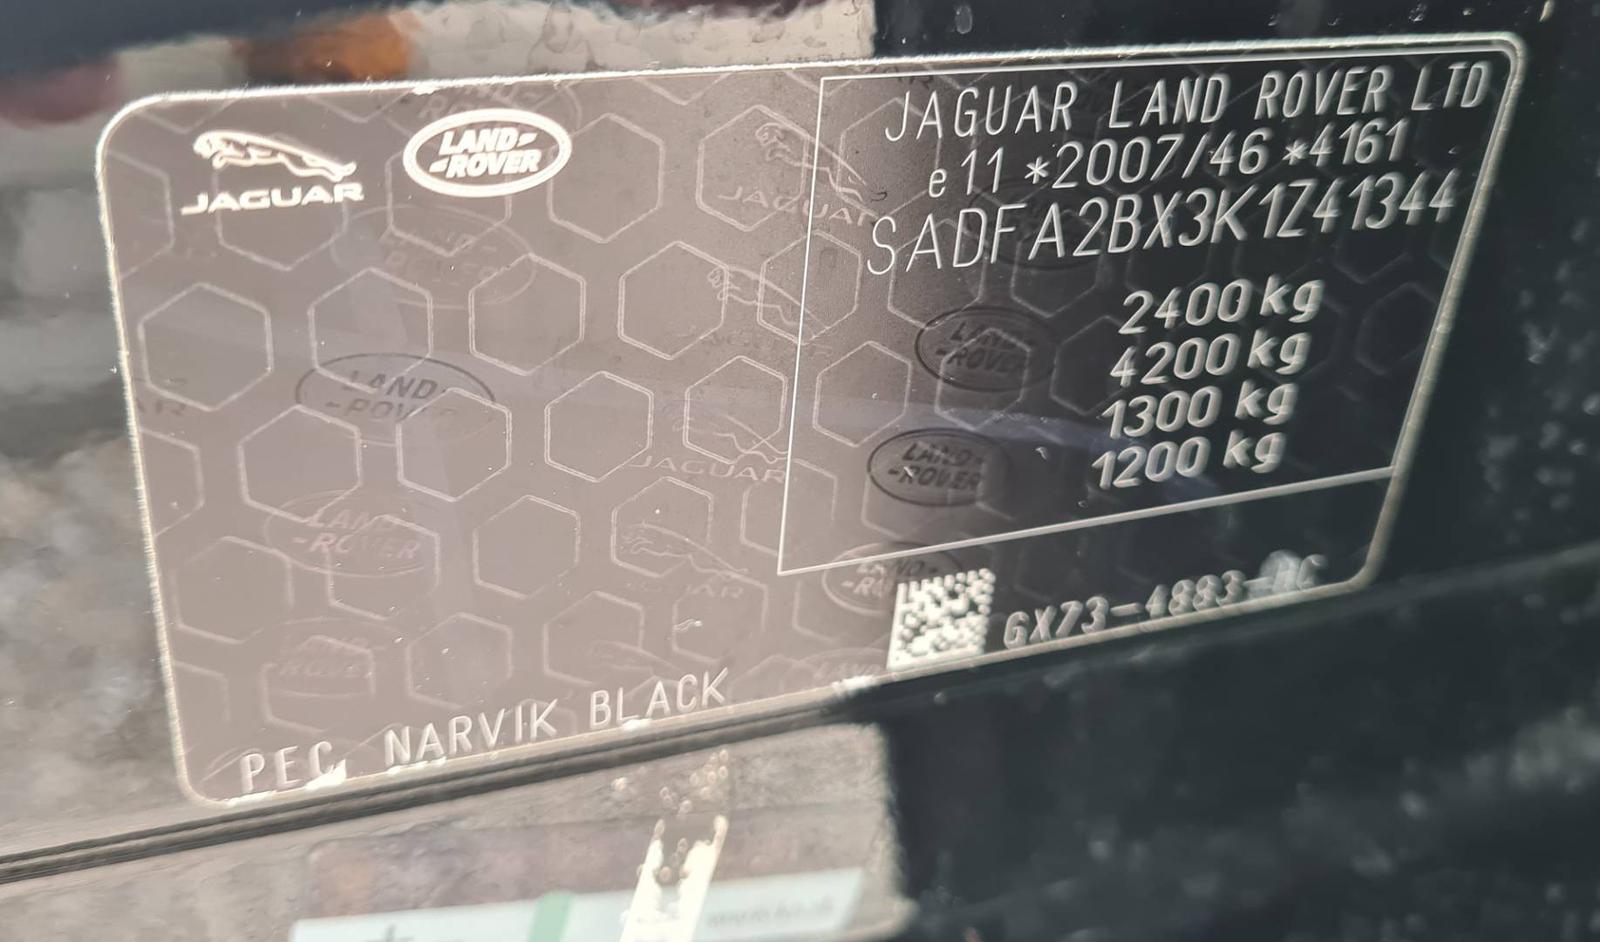 JAGUAR
LAND-
-ROVER
JAGUAR LAND ROVER LTD
e11*2007/46*4161
SADFA2BX3K1Z41344
2400 kg
4200 kg
1300 kg
1200 kg
GX73-4883-AC
PEC NARVIK BLACK